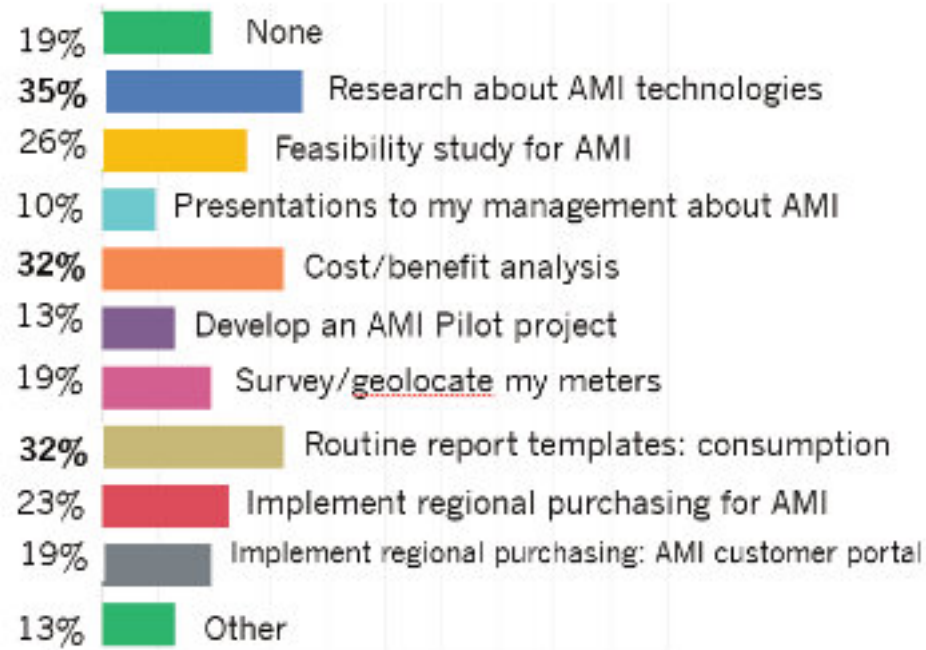 19% None
35% Research about AMI technologies
26% Feasibility study for AMI
10% Presentations to my management about AMI
32% Cost/benefit analysis
13% Develop an AMI Pilot project
19% Survey/geolocate my meters
32% Routine report templates: consumption
23% Implement regional purchasing for AMI
19% Implement regional purchasing: AMI customer portal
13% Other